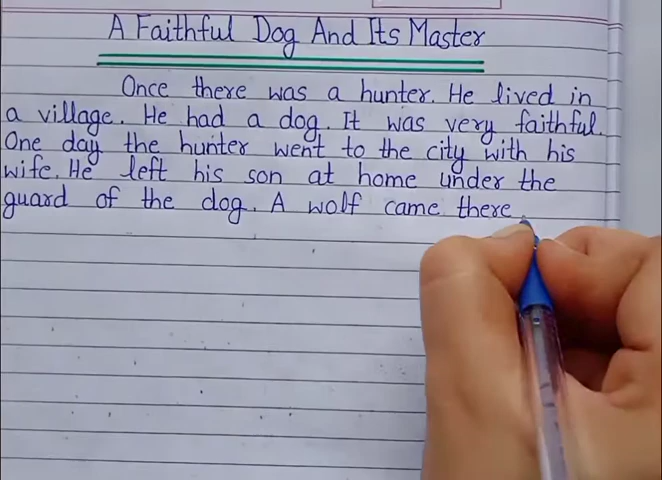 A Faithful Dog And Its Master
Once there was a hunter. He lived in
a village. He had a dog. It was very faithful.
One day the hunter went to the city with his
wife. He left his son at home under the
guard of the dog. A wolf came there.